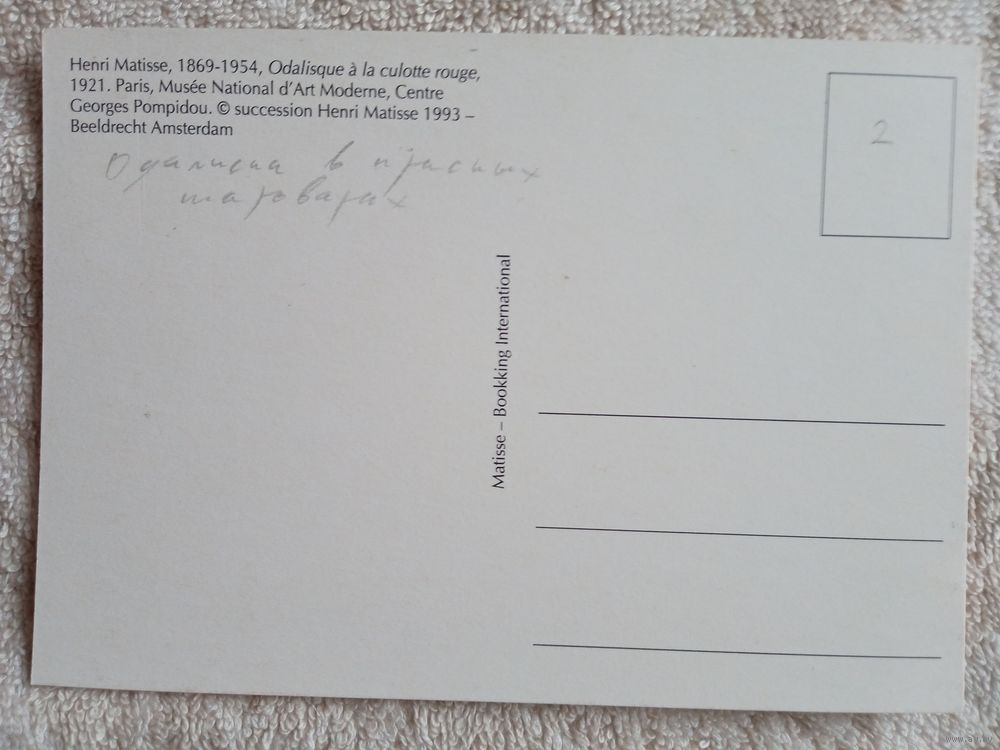 Henri Matisse, 1869-1954, Odalisque à la culotte rouge,
1921. Paris, Musée National d'Art Moderne, Centre
Georges Pompidou. © succession Henri Matisse 1993 –
Beeldrecht Amsterdam
Одалиска в красных
шароварах
2
Matisse – Bookking International